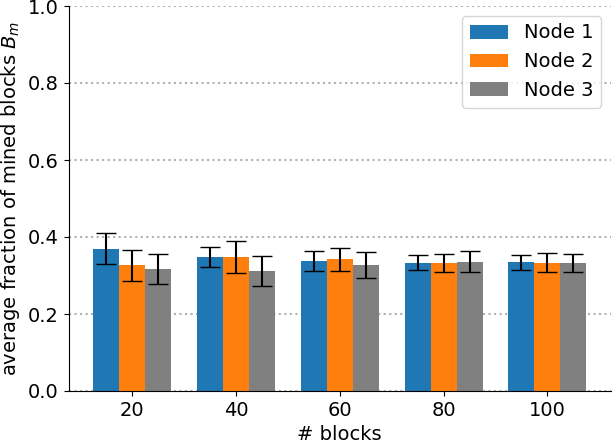 average fraction of mined blocks B_m
1.0
0.8
0.6
0.4
0.2
0.0
Node 1
Node 2
Node 3
20 40 60 80 100
# blocks